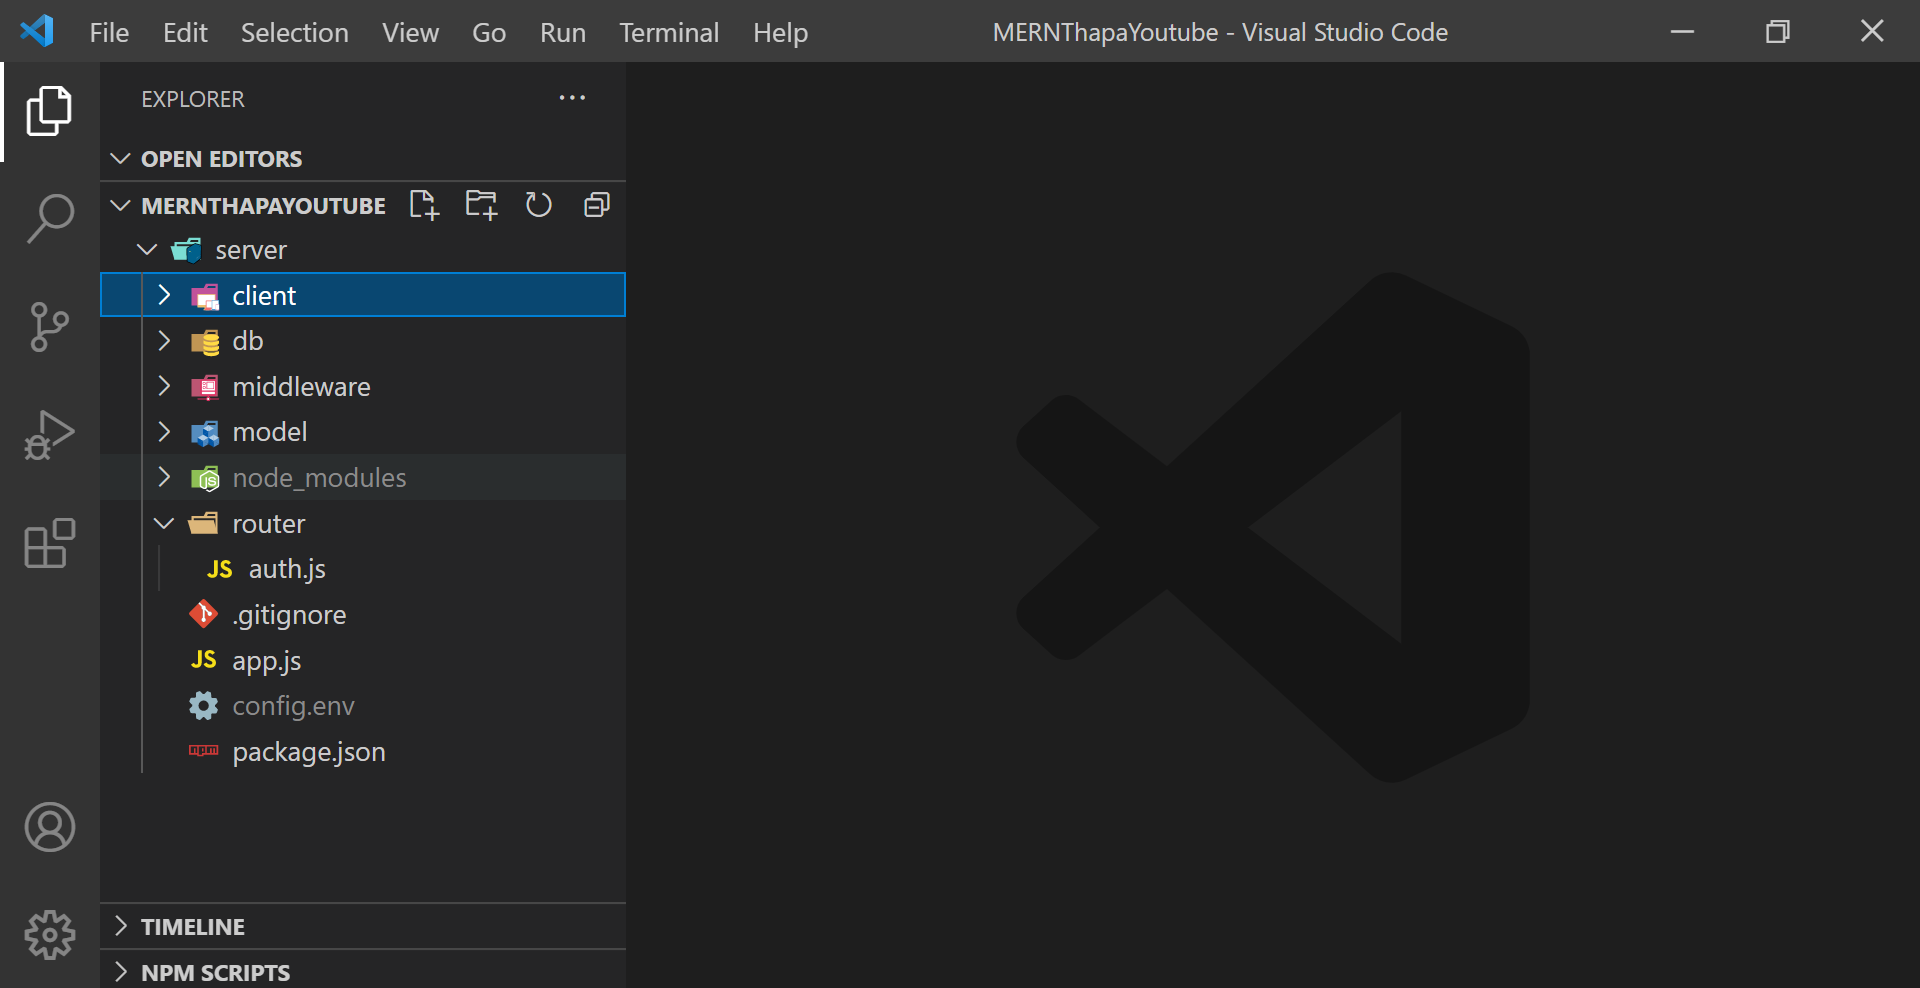 File Edit Selection View Go Run Terminal Help MERNThapaYoutube - Visual Studio Code
EXPLORER
OPEN EDITORS
MERNTHAPAYOUTUBE
server
client
db
middleware
model
node_modules
router
JS auth.js
.gitignore
JS app.js
config.env
package.json
TIMELINE
NPM SCRIPTS